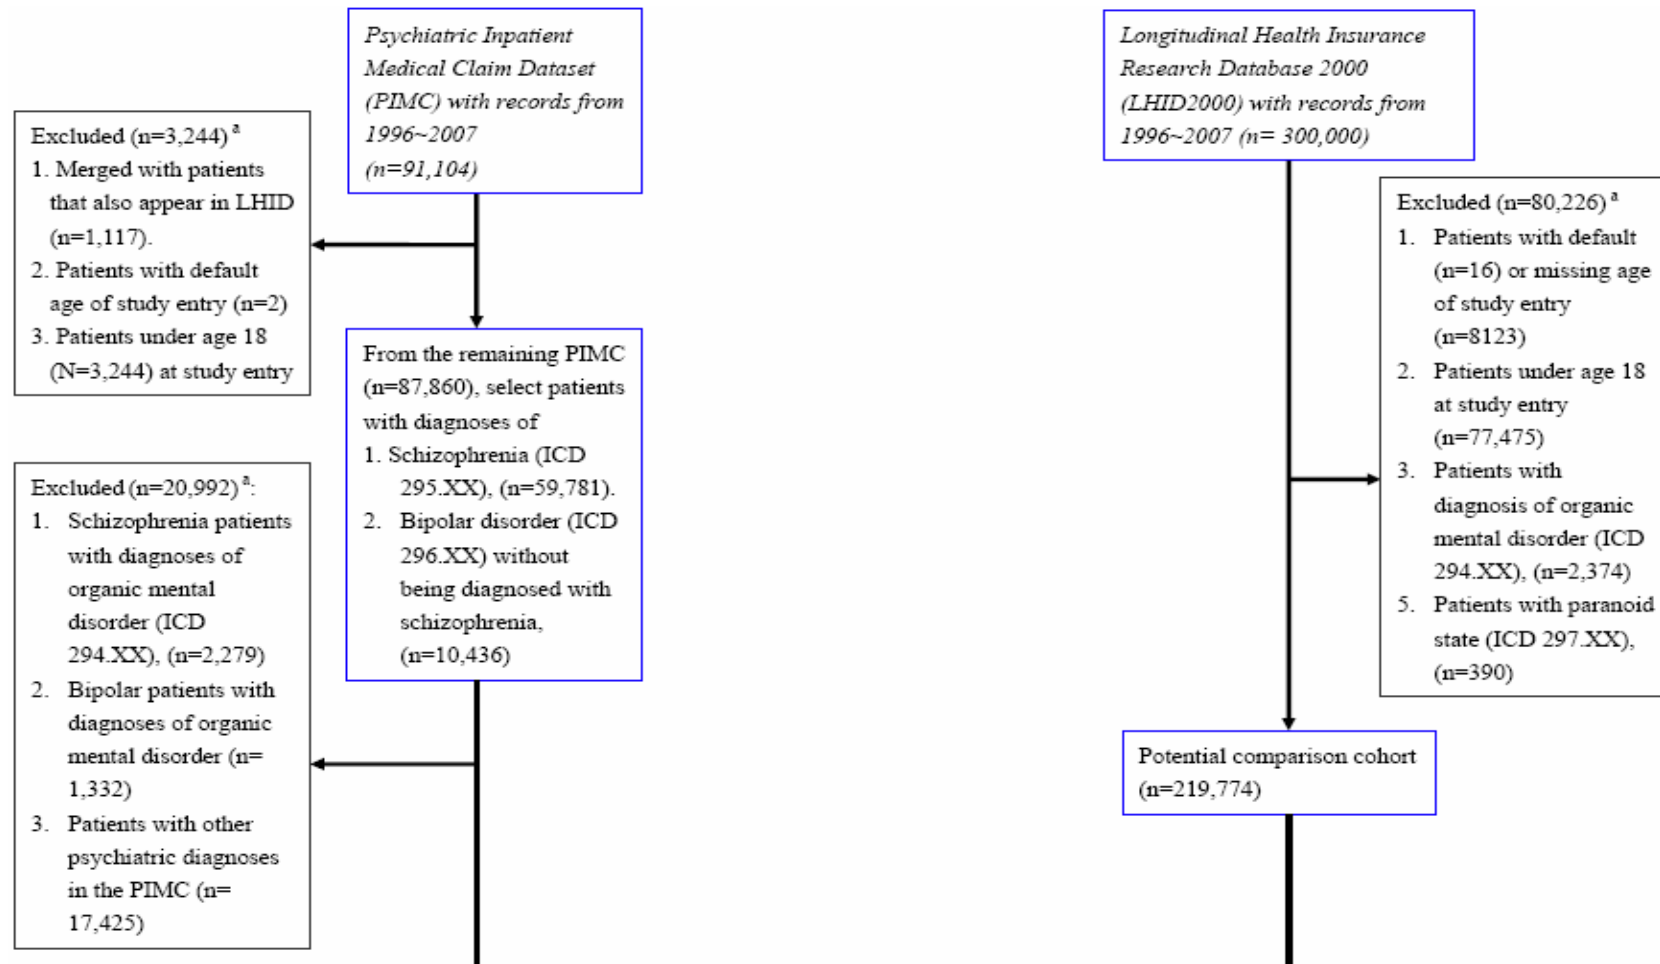 Psychiatric Inpatient
Medical Claim Dataset
(PIMC) with records from
1996~2007
(n=91,104)
Excluded (n=3,244) a
1. Merged with patients
that also appear in LHID
(n=1,117).
2. Patients with default
age of study entry (n=2)
3. Patients under age 18
(N=3,244) at study entry
From the remaining PIMC
(n=87,860), select patients
with diagnoses of
1. Schizophrenia (ICD
295.XX), (n=59,781).
2. Bipolar disorder (ICD
296.XX) without
being diagnosed with
schizophrenia,
(n=10,436)
Excluded (n=20,992) a:
1. Schizophrenia patients
with diagnoses of
organic mental
disorder (ICD
294.XX), (n=2,279)
2. Bipolar patients with
diagnoses of organic
mental disorder (n=
1,332)
3. Patients with other
psychiatric diagnoses
in the PIMC (n=
17,425)
Longitudinal Health Insurance
Research Database 2000
(LHID2000) with records from
1996~2007 (n= 300,000)
Excluded (n=80,226) a
1. Patients with default
(n=16) or missing age
of study entry
(n=8123)
2. Patients under age 18
at study entry
(n=77,475)
3. Patients with
diagnosis of organic
mental disorder (ICD
294.XX), (n=2,374)
5. Patients with paranoid
state (ICD 297.XX),
(n=390)
Potential comparison cohort
(n=219,774)